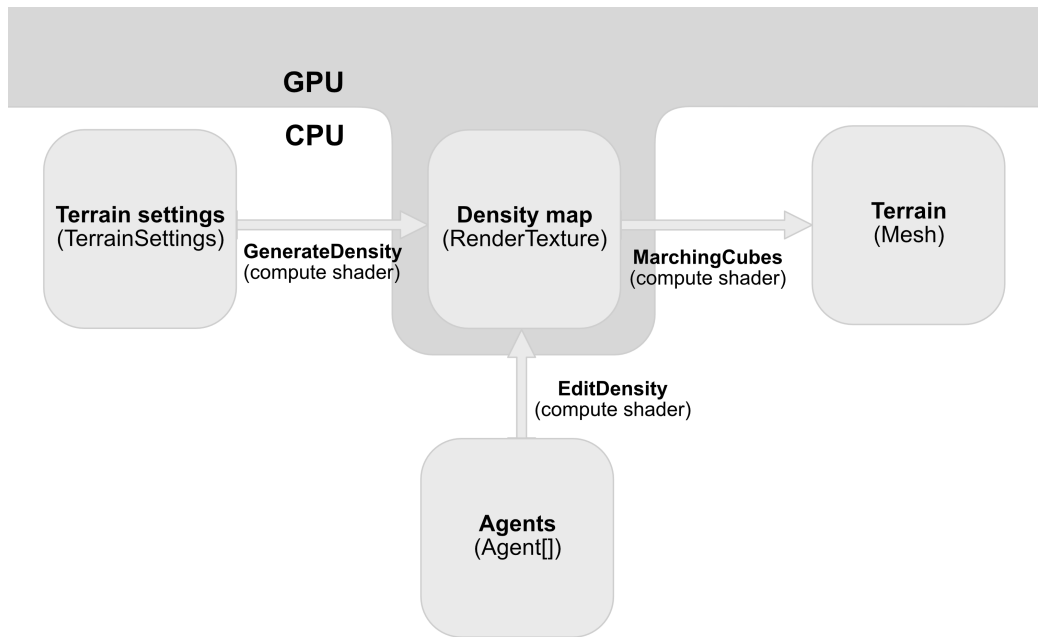 GPU
CPU
Terrain settings
(TerrainSettings)
GenerateDensity
(compute shader)
Density map
(RenderTexture)
MarchingCubes
(compute shader)
Terrain
(Mesh)
EditDensity
(compute shader)
Agents
(Agent[])